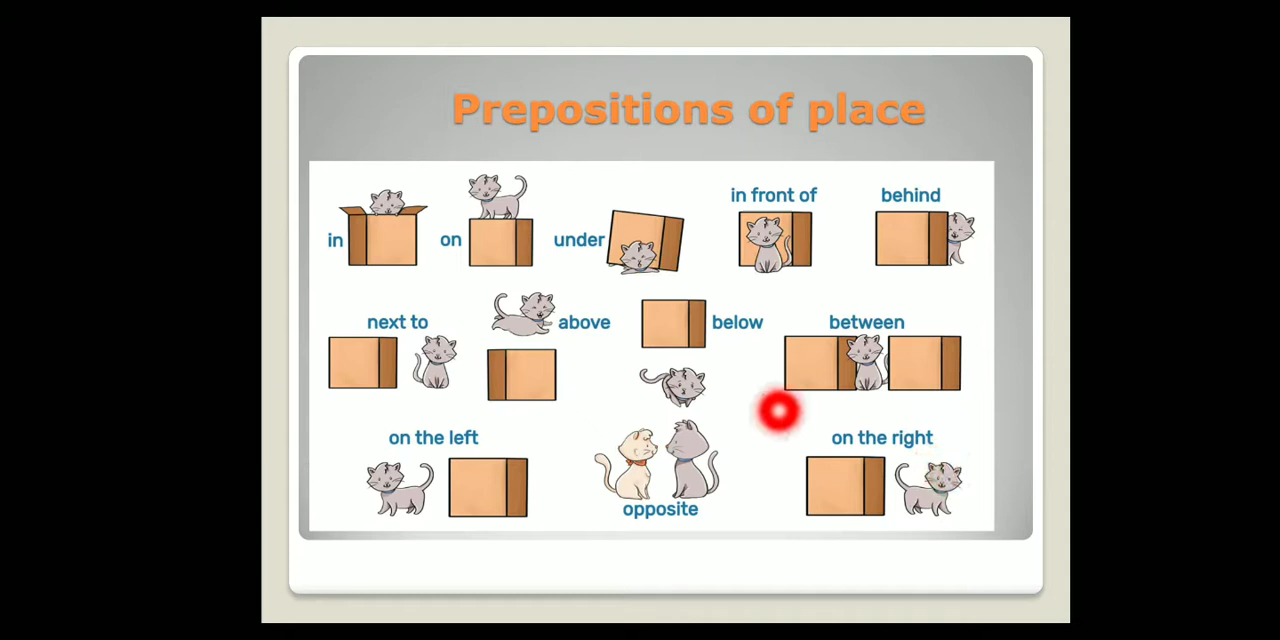 Prepositions of place
in
on
under
in front of
behind
next to
above
below
between
on the left
opposite
on the right